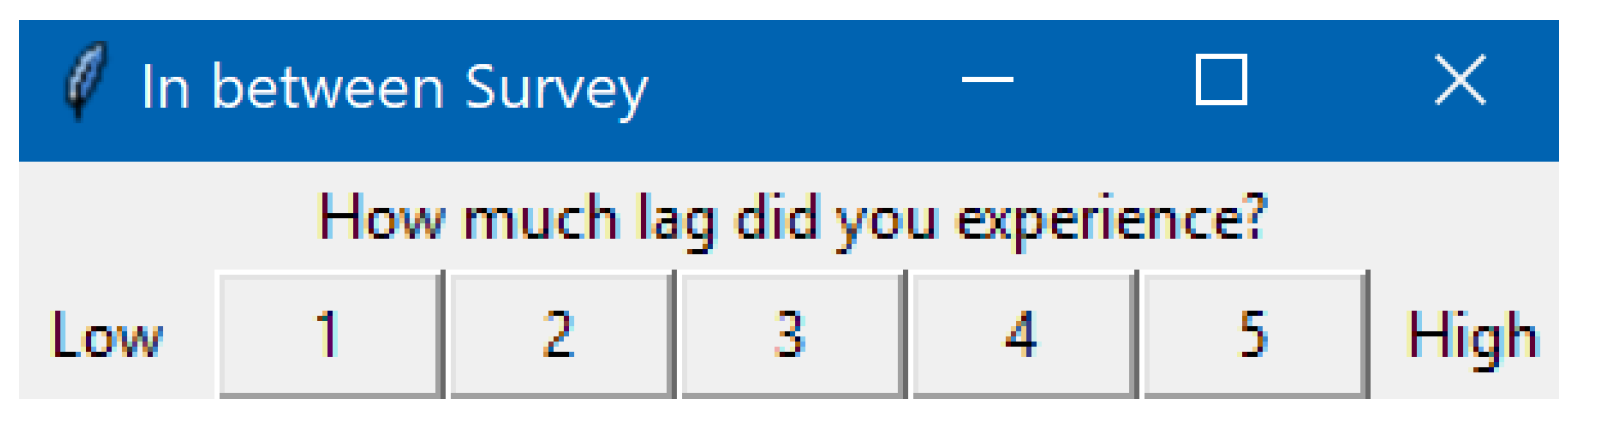 In between Survey
How much lag did you experience?
Low 1 2 3 4 5 High